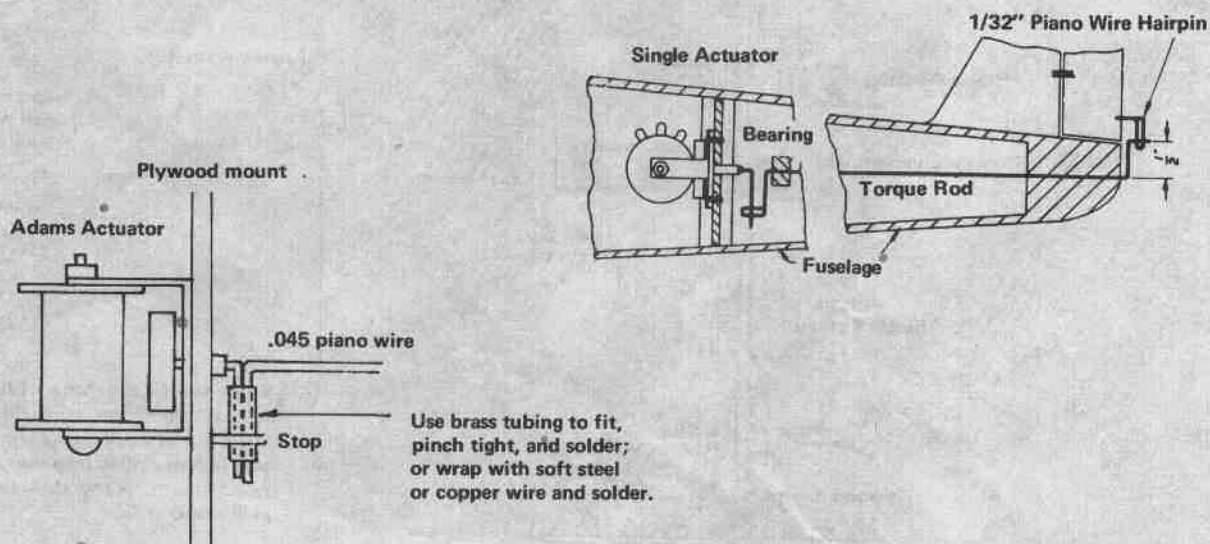 1/32" Piano Wire Hairpin
Single Actuator
Bearing
Torque Rod
Fuselage
Plywood mount
Adams Actuator
.045 piano wire
Stop
Use brass tubing to fit,
pinch tight, and solder;
or wrap with soft steel
or copper wire and solder.